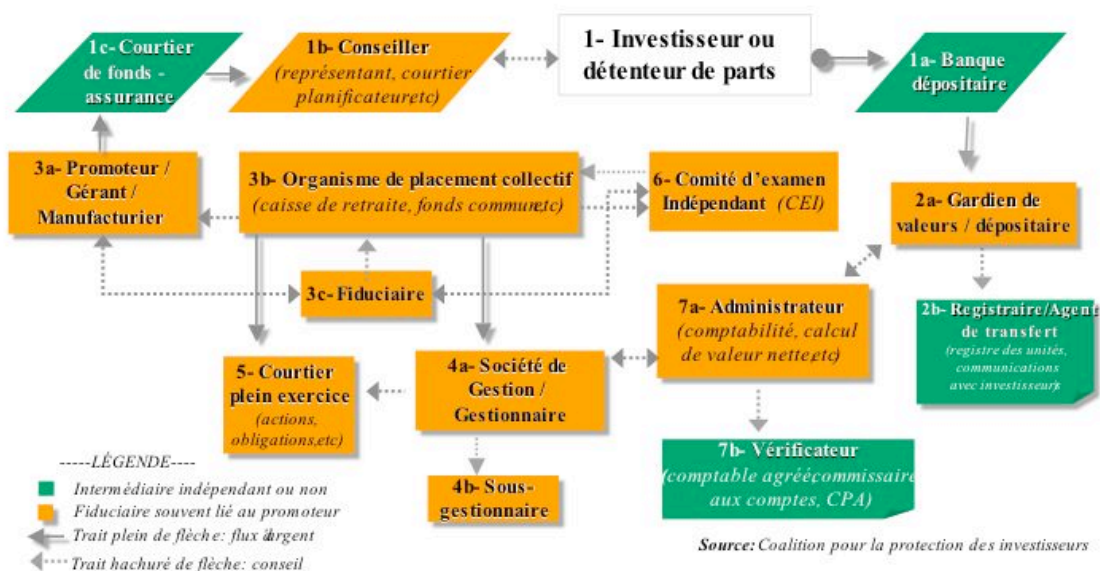 1c- Courtier
de fonds -
assurance
1b- Conseiller
(représentant, courtier
planificateur,etc)
1- Investisseur ou
détenteur de parts
1a- Banque
dépositaire
3a- Promoteur /
Gérant /
Manufacturier
3b- Organisme de placement collectif
(caisse de retraite, fonds commun,etc)
6- Comité d'examen
Indépendant (CEI)
2a- Gardien de
valeurs / dépositaire
3c- Fiduciaire
7a- Administrateur
(comptabilité, calcul
de valeur nette,etc)
2b- Registraire/Agent
de transfert
(registre des unités,
communications
avec investisseurs)
5- Courtier
plein exercice
(actions,
obligations,etc)
4a- Société de
Gestion /
Gestionnaire
7b- Vérificateur
(comptable agréé,commissaire
aux comptes, CPA)
4b- Sous-
gestionnaire
-----LÉGENDE----
Intermédiaire indépendant ou non
Fiduciaire souvent lié au promoteur
Trait plein de flèche: flux d'argent
Trait hachuré de flèche: conseil
Source: Coalition pour la protection des investisseurs